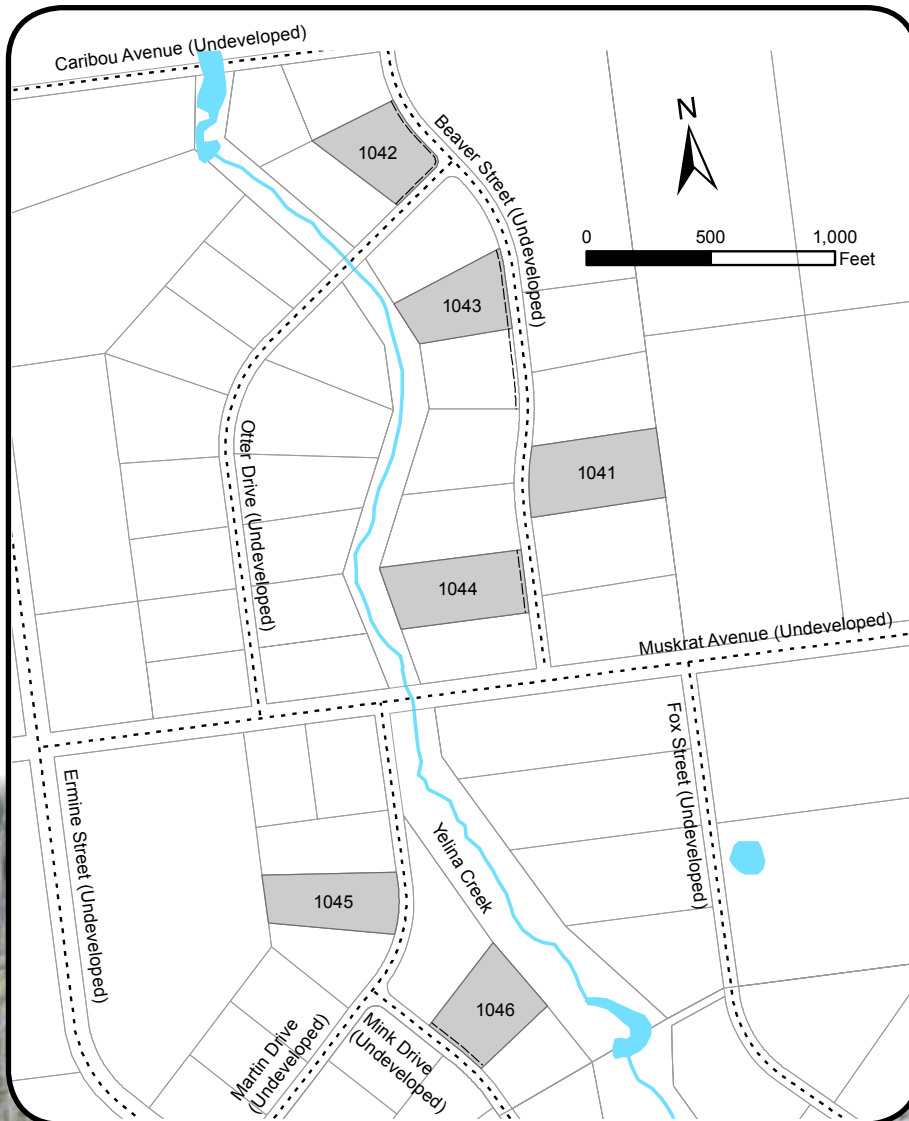 Caribou Avenue (Undeveloped)
Beaver Street (Undeveloped)
N
1042
0 500 1,000
Feet
1043
Otter Drive (Undeveloped)
1041
1044
Muskrat Avenue (Undeveloped)
Fox Street (Undeveloped)
Ermine Street (Undeveloped)
Yelina Creek
1045
1046
Martin Drive
(Undeveloped)
Mink Drive
(Undeveloped)